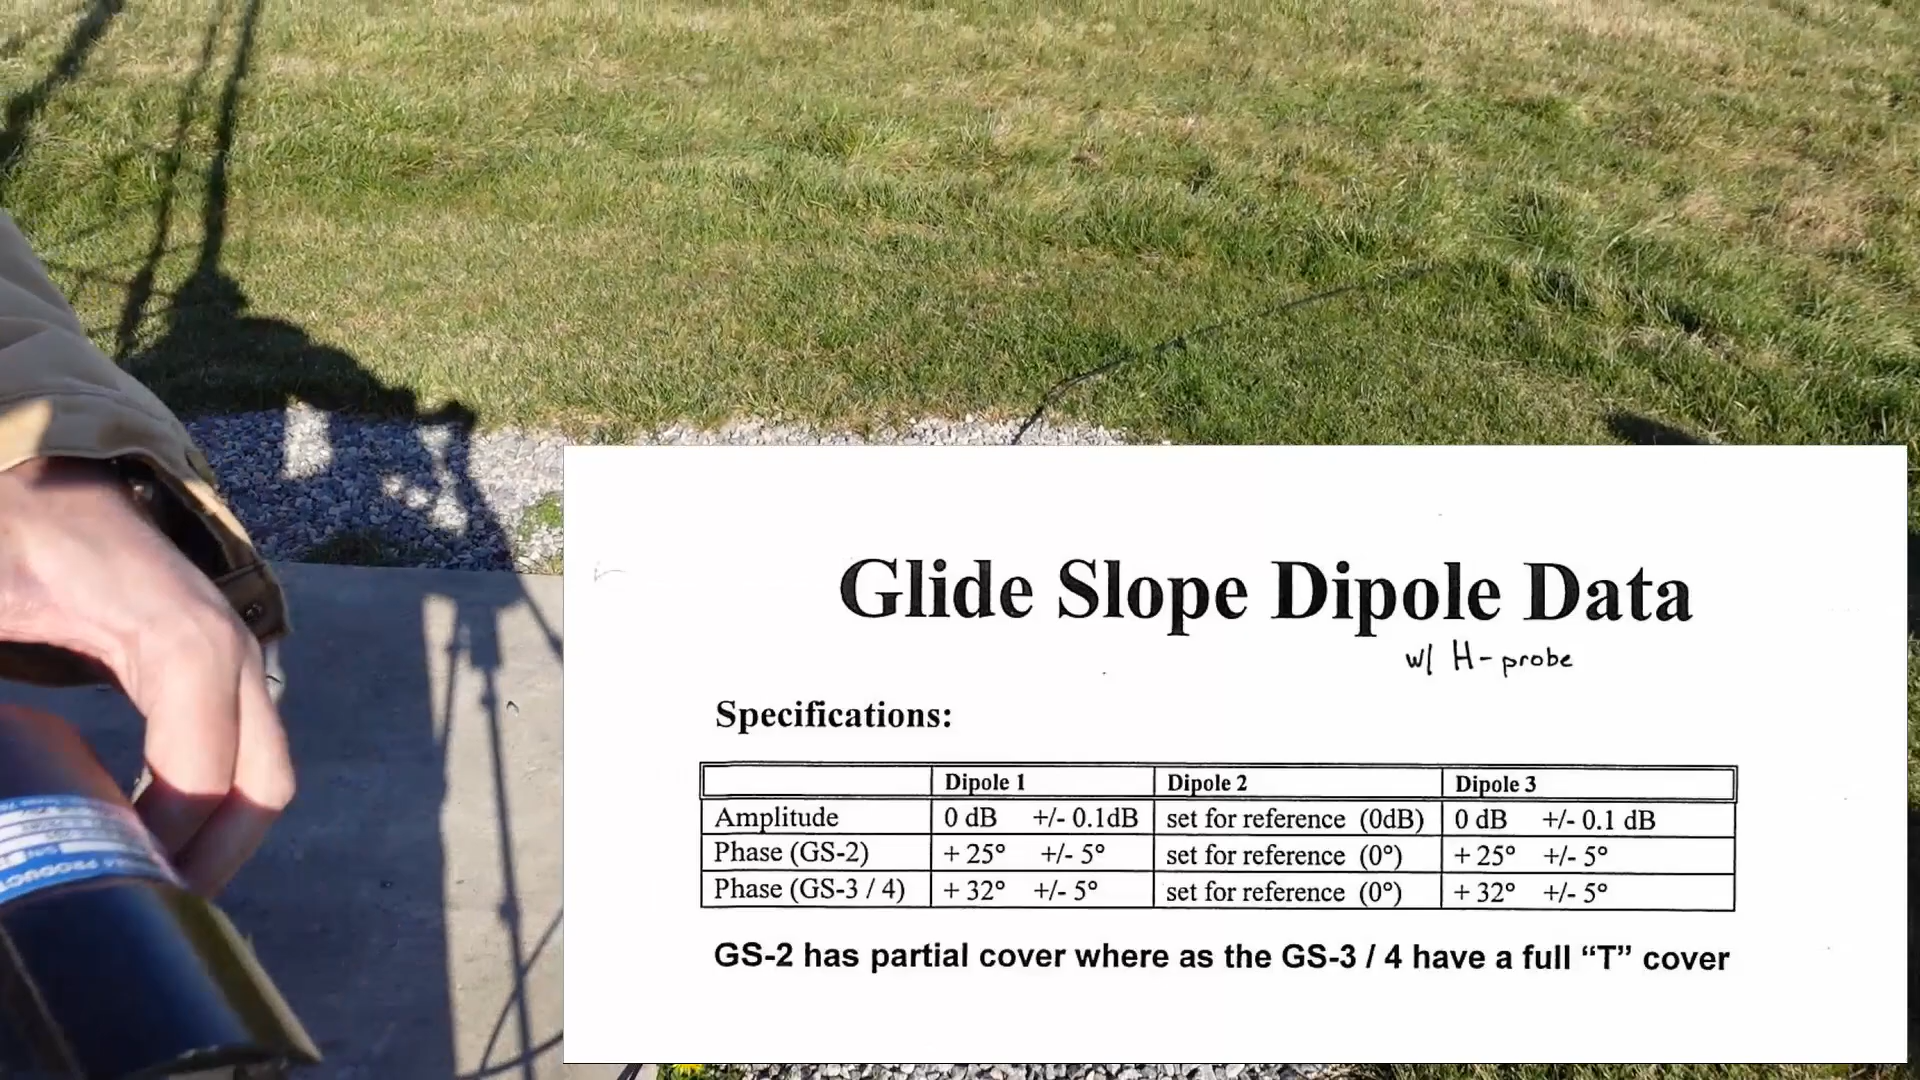 Glide Slope Dipole Data
w/ H-probe
Specifications:
Dipole 1 Dipole 2 Dipole 3
Amplitude 0 dB +/- 0.1dB set for reference (0dB) 0 dB +/- 0.1 dB
Phase (GS-2) + 25° +/- 5° set for reference (0°) + 25° +/- 5°
Phase (GS-3 / 4) + 32° +/- 5° set for reference (0°) + 32° +/- 5°
GS-2 has partial cover where as the GS-3 / 4 have a full “T” cover